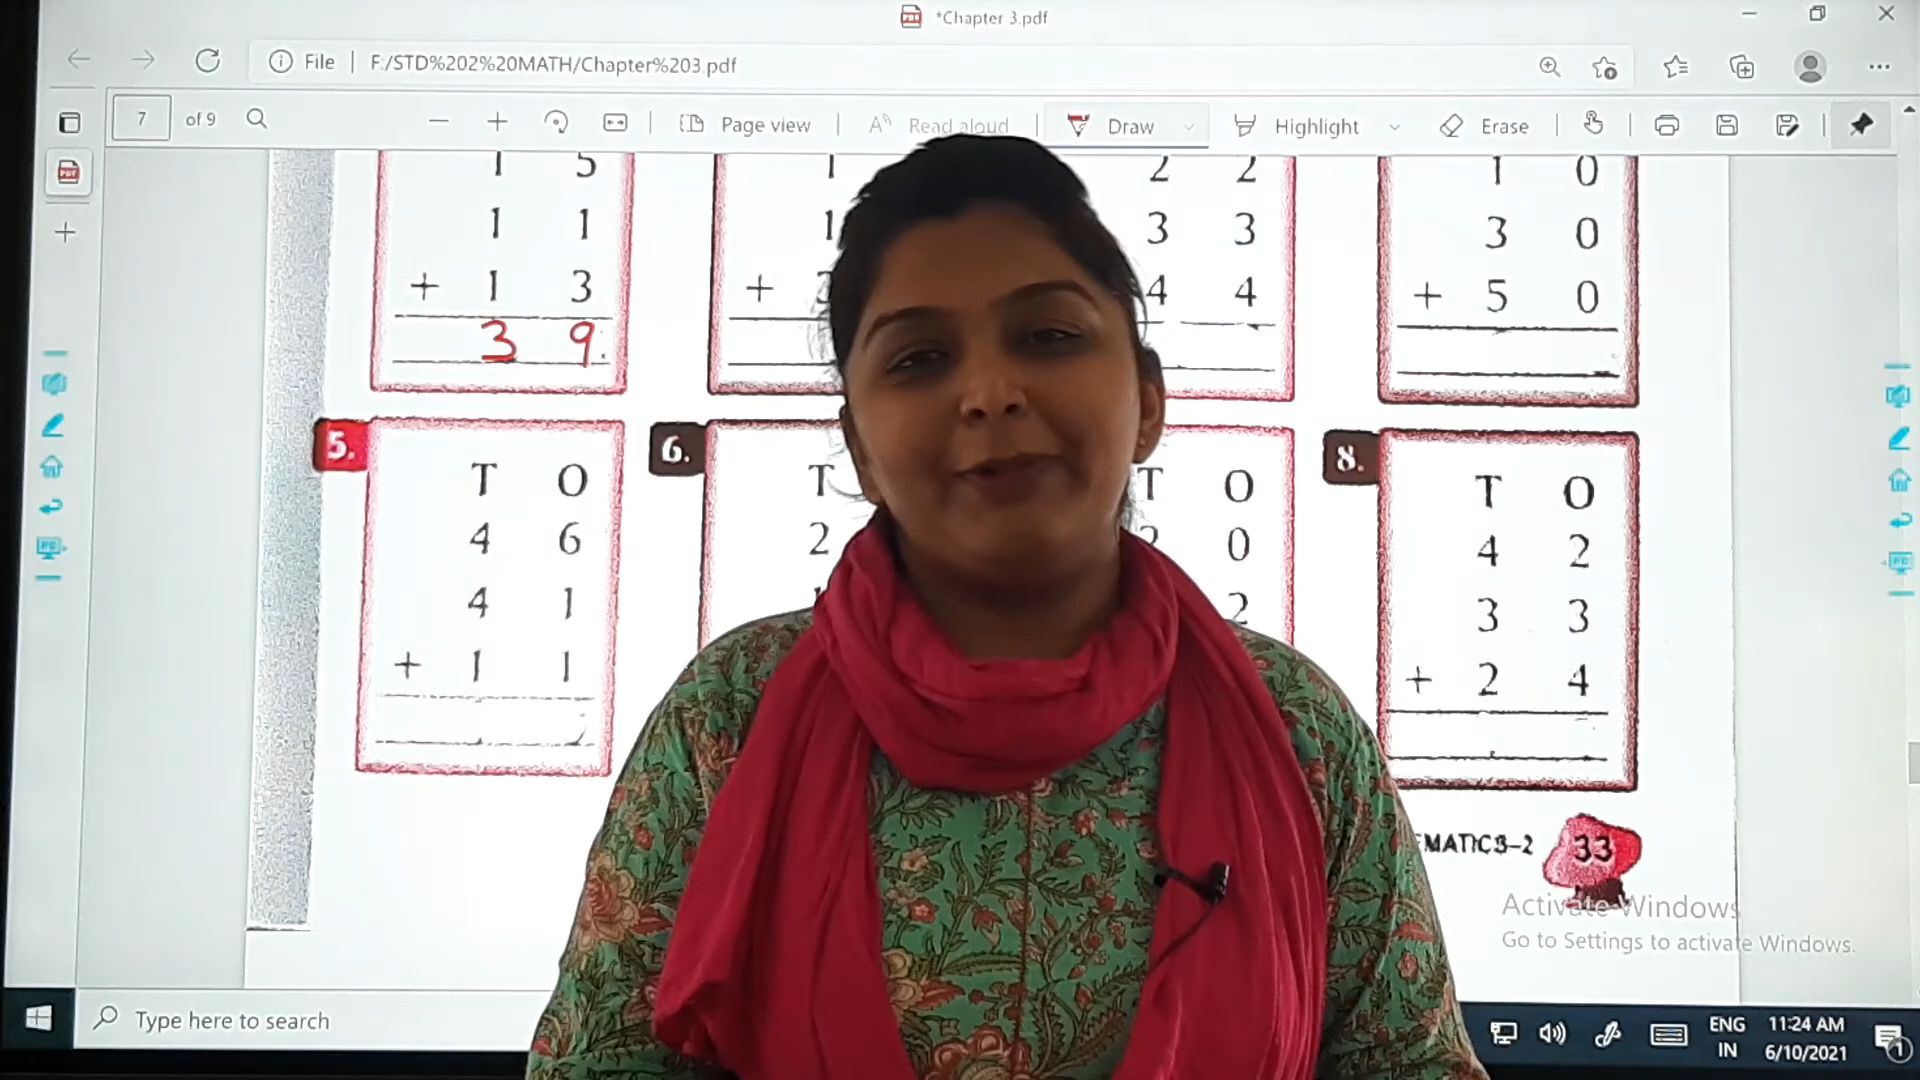 *Chapter 3.pdf
File | F:/STD%202%20MATH/Chapter%203.pdf
7 of 9 Page view Read aloud Draw Highlight Erase
1 5
1 1
+ 1 3
3 9
1
1
+
2 2
3 3
4 4
1 0
3 0
+ 5 0
5.
T O
4 6
4 1
+ 1 1
6.
T
2
T O
2 0
2
8.
T O
4 2
3 3
+ 2 4
MATICS-2 33
Activate Windows
Go to Settings to activate Windows.
Type here to search
ENG 11:24 AM
IN 6/10/2021
1